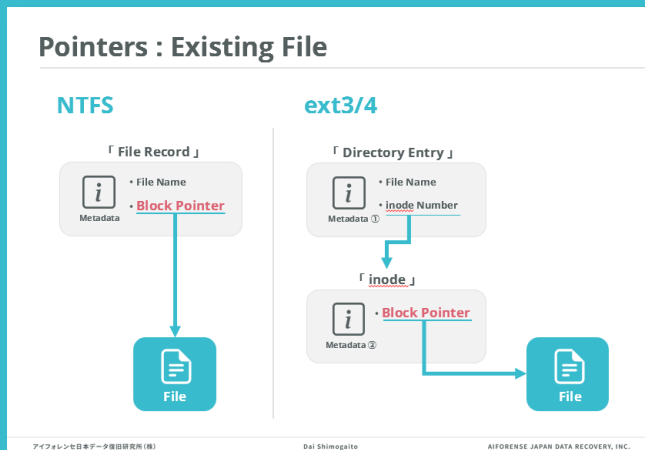 Pointers : Existing File
NTFS
「 File Record 」
i
Metadata
• File Name
• Block Pointer
File
ext3/4
「 Directory Entry 」
i
Metadata ①
• File Name
• inode Number
「 inode 」
i
Metadata ②
• Block Pointer
File
アイフォレンセ日本データ復旧研究所（株）
Dai Shimogaito
AIFORENSE JAPAN DATA RECOVERY, INC.